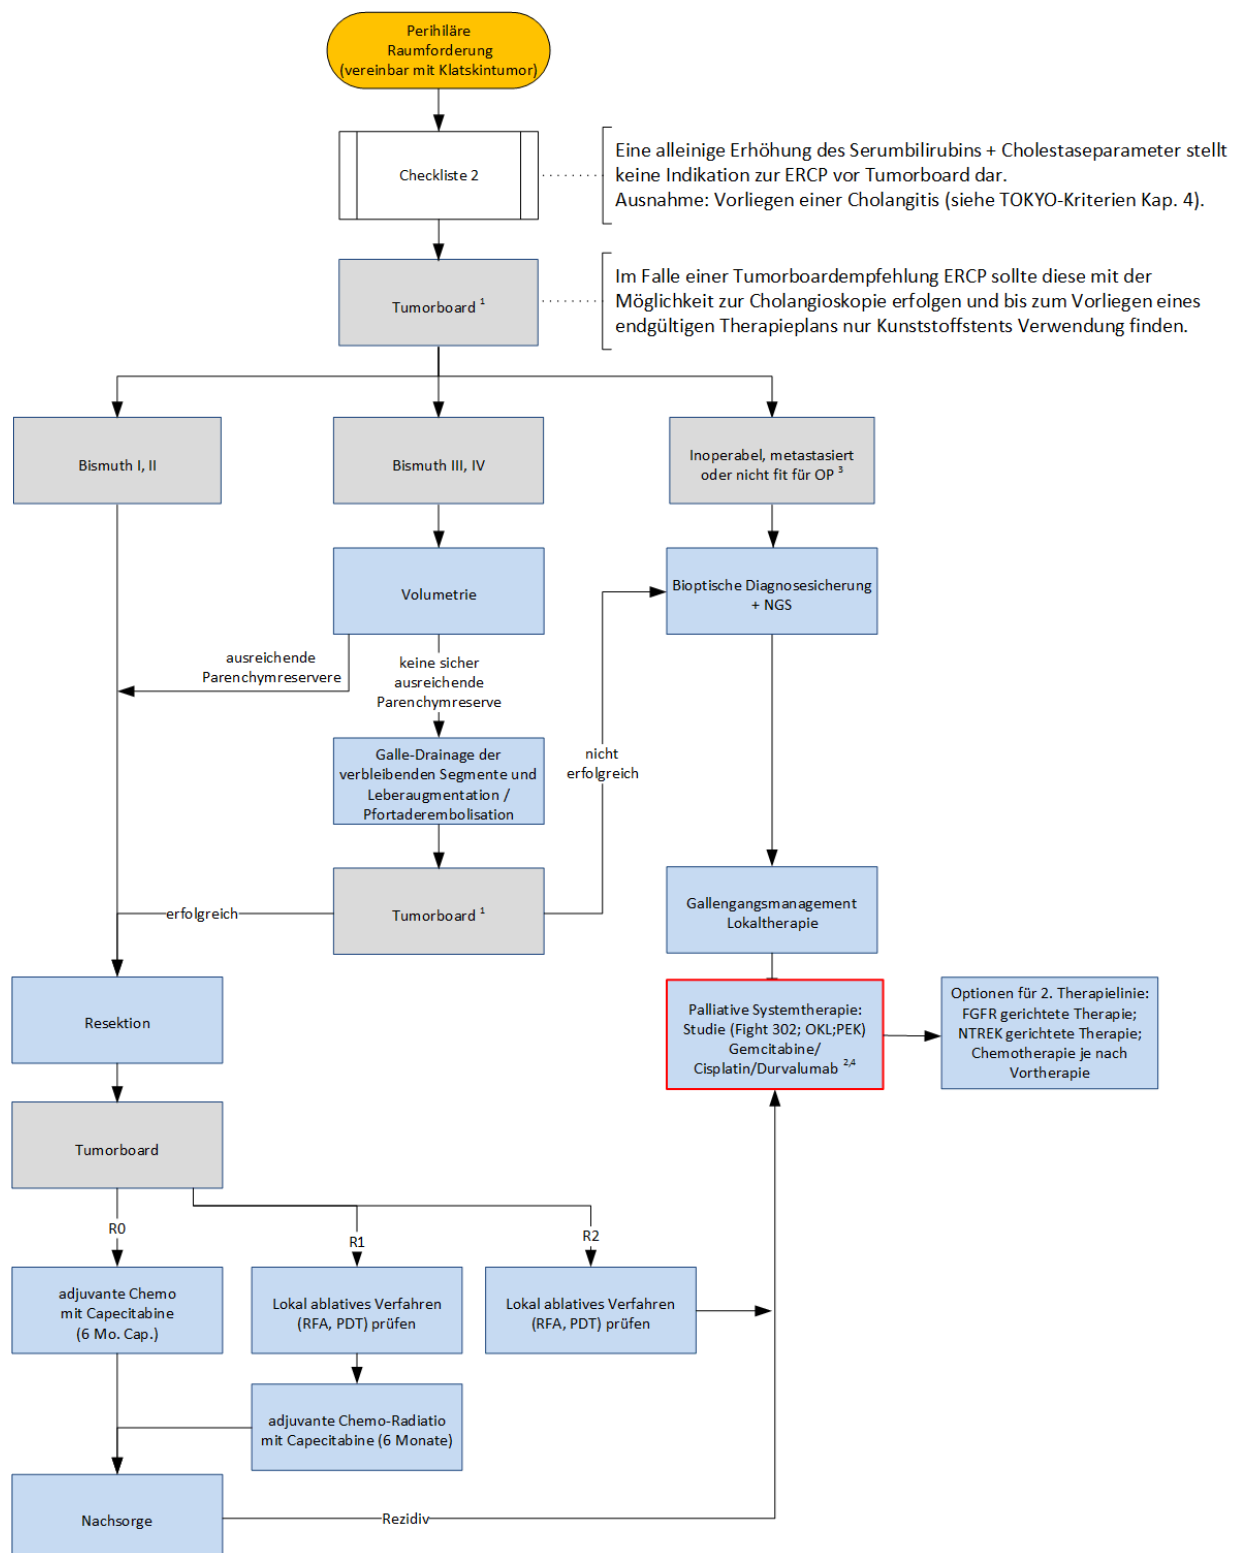 Perihiläre
Raumforderung
(vereinbar mit Klatskintumor)
Checkliste 2
Eine alleinige Erhöhung des Serumbilirubins + Cholestaseparameter stellt
keine Indikation zur ERCP vor Tumorboard dar.
Ausnahme: Vorliegen einer Cholangitis (siehe TOKYO-Kriterien Kap. 4).
Tumorboard ¹
Im Falle einer Tumorboardempfehlung ERCP sollte diese mit der
Möglichkeit zur Cholangioskopie erfolgen und bis zum Vorliegen eines
endgültigen Therapieplans nur Kunststoffstents Verwendung finden.
Bismuth I, II
Bismuth III, IV
Inoperabel, metastasiert
oder nicht fit für OP ³
Volumetrie
Bioptische Diagnosesicherung
+ NGS
ausreichende
Parenchymreservere
keine sicher
ausreichende
Parenchymreserve
Galle-Drainage der
verbleibenden Segmente und
Leberaugmentation /
Pfortaderembolisation
nicht
erfolgreich
Tumorboard ¹
erfolgreich
Gallengangsmanagement
Lokaltherapie
Resektion
Palliative Systemtherapie:
Studie (Fight 302; OKL;PEK)
Gemcitabine/
Cisplatin/Durvalumab ²,⁴
Optionen für 2. Therapielinie:
FGFR gerichtete Therapie;
NTREK gerichtete Therapie;
Chemotherapie je nach
Vortherapie
Tumorboard
R0
R1
R2
adjuvante Chemo
mit Capecitabine
(6 Mo. Cap.)
Lokal ablatives Verfahren
(RFA, PDT) prüfen
Lokal ablatives Verfahren
(RFA, PDT) prüfen
adjuvante Chemo-Radiatio
mit Capecitabine (6 Monate)
Nachsorge
Rezidiv